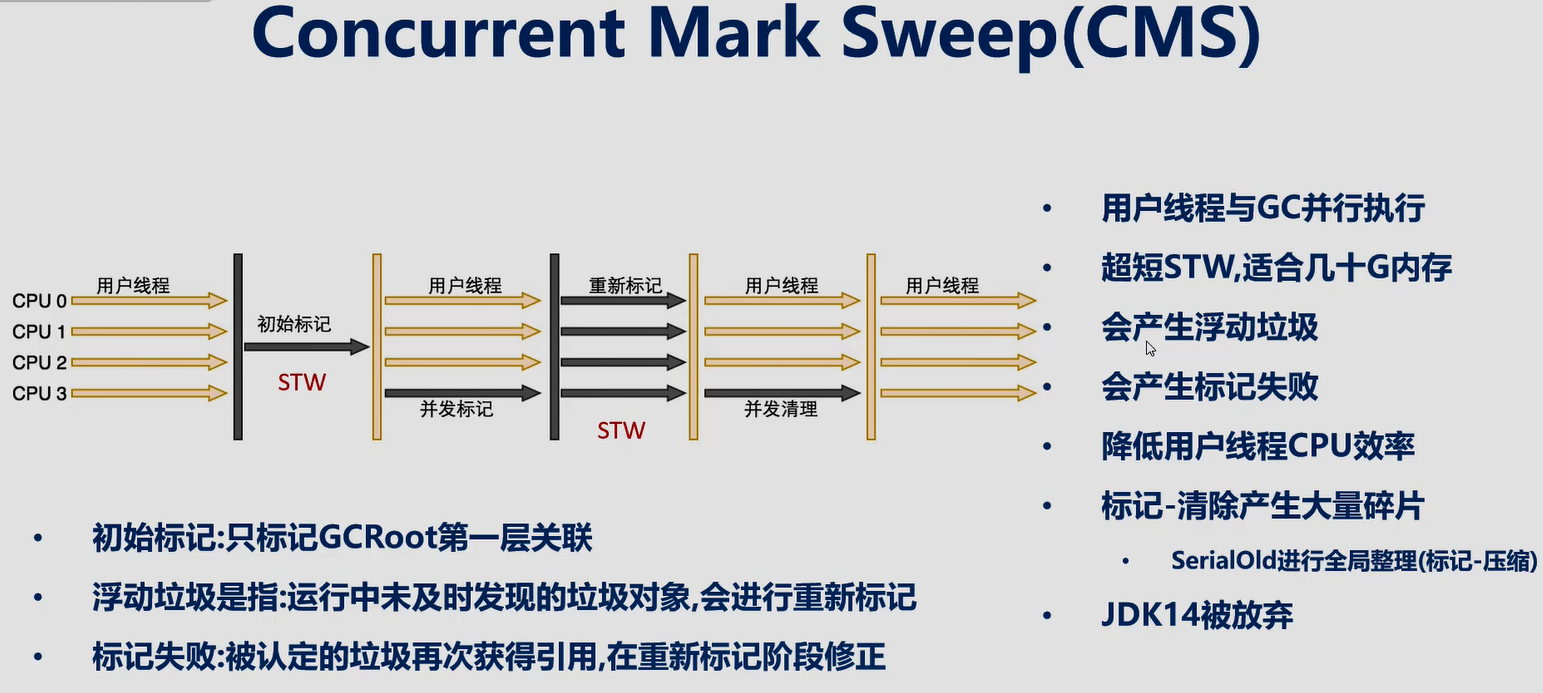 Concurrent Mark Sweep(CMS)
用户线程
初始标记
STW
用户线程
并发标记
重新标记
STW
用户线程
并发清理
用户线程
CPU 0
CPU 1
CPU 2
CPU 3
• 用户线程与GC并行执行
• 超短STW,适合几十G内存
• 会产生浮动垃圾
• 会产生标记失败
• 降低用户线程CPU效率
• 标记-清除产生大量碎片
• SerialOld进行全局整理(标记-压缩)
• JDK14被放弃
• 初始标记:只标记GCRoot第一层关联
• 浮动垃圾是指:运行中未及时发现的垃圾对象,会进行重新标记
• 标记失败:被认定的垃圾再次获得引用,在重新标记阶段修正